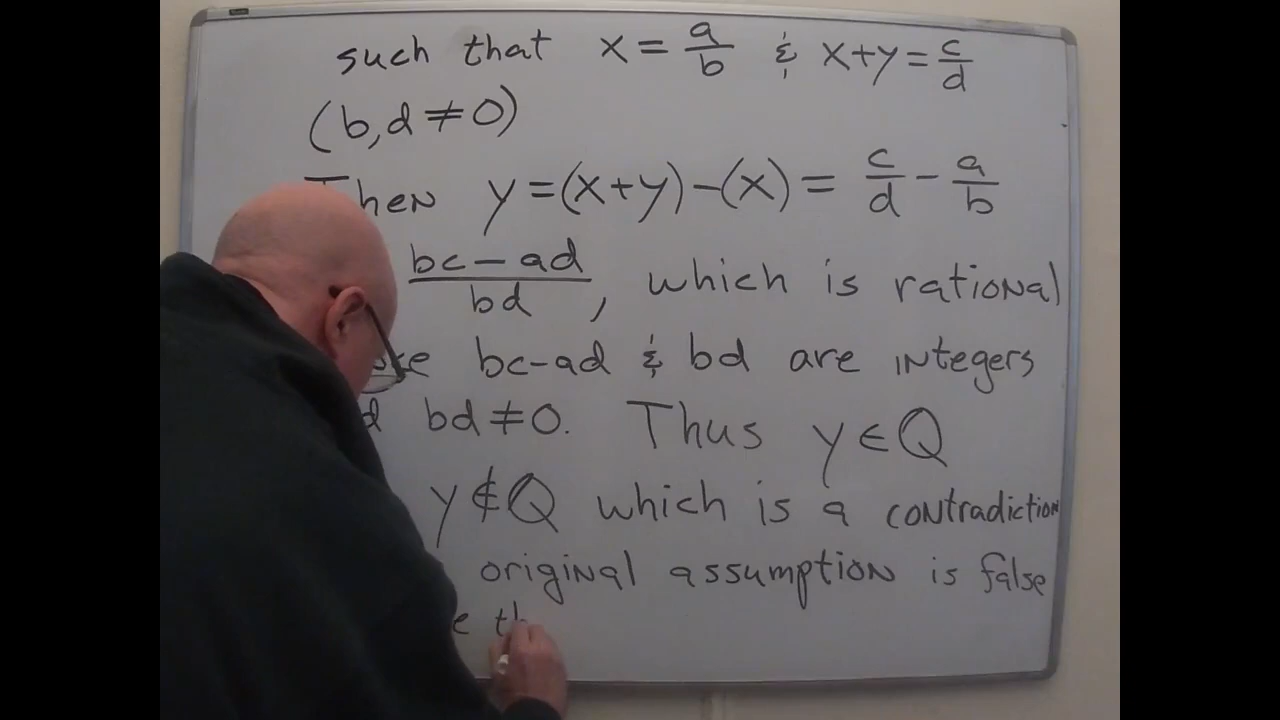 such that x = a/b & x+y = c/d
(b,d ≠ 0)
Then y = (x+y) - (x) = c/d - a/b
bc - ad / bd , which is rational
bc-ad & bd are integers
bd ≠ 0. Thus y ∈ Q
y ∉ Q which is a contradiction
original assumption is false